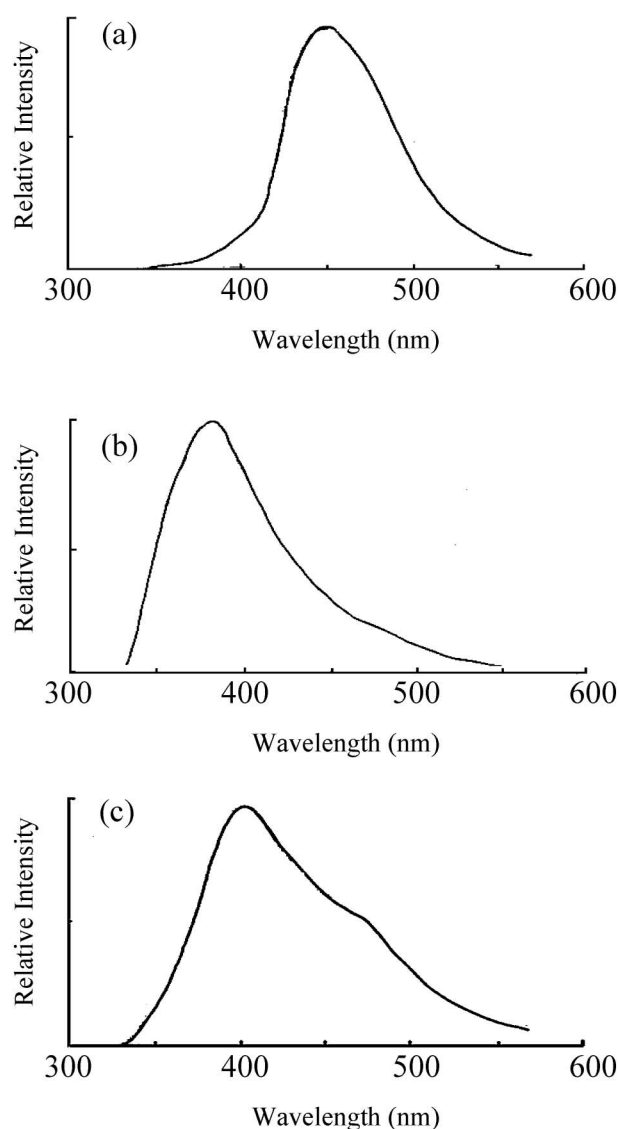 (a)
Relative Intensity
300 400 500 600
Wavelength (nm)
(b)
Relative Intensity
300 400 500 600
Wavelength (nm)
(c)
Relative Intensity
300 400 500 600
Wavelength (nm)